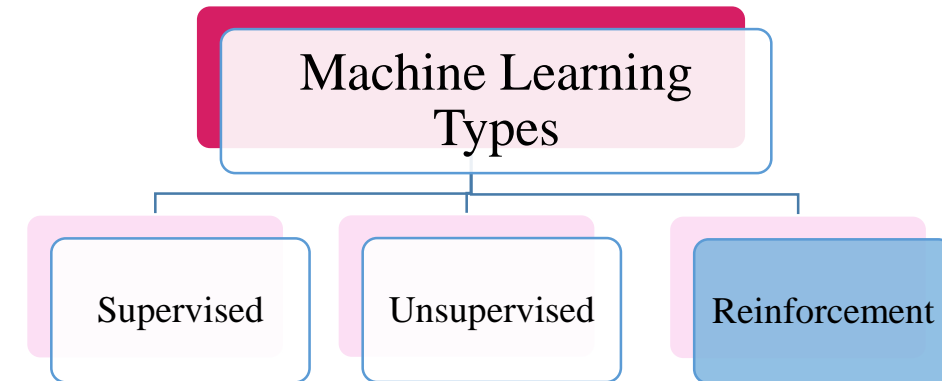 Machine Learning
Types
Supervised
Unsupervised
Reinforcement